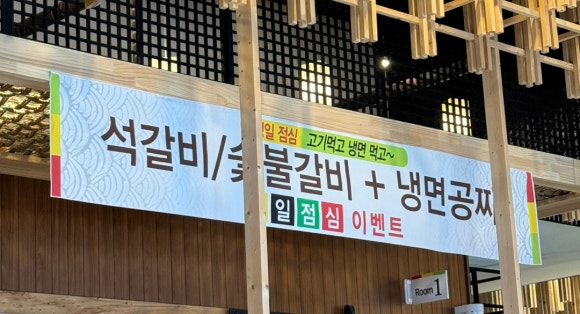 일 점심 고기먹고 냉면 먹고~
석갈비/숯불갈비 + 냉면공짜
일점심 이벤트
Room 1